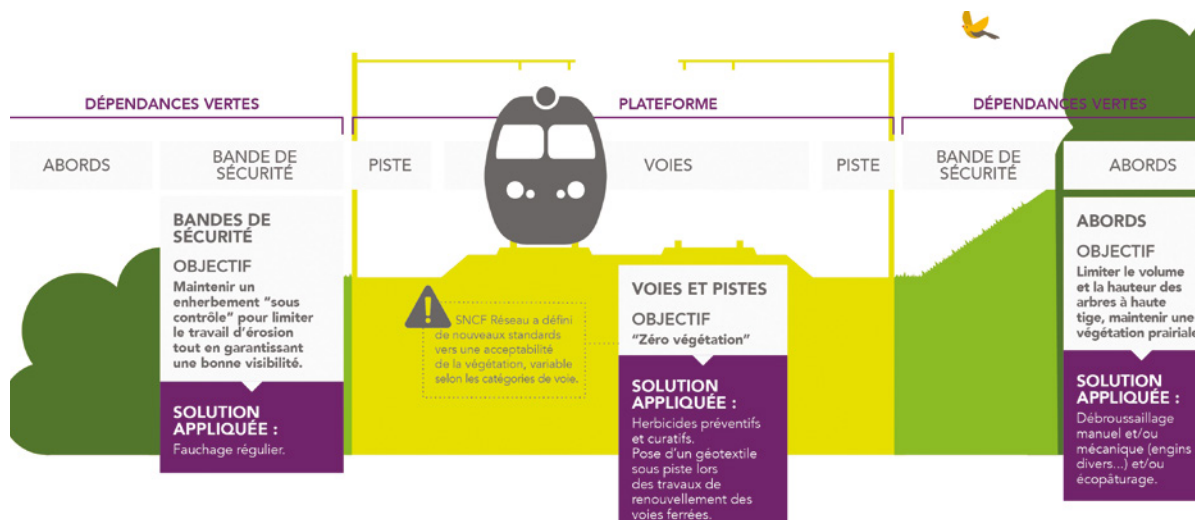 DÉPENDANCES VERTES
PLATEFORME
DÉPENDANCES VERTES
ABORDS
BANDE DE
SÉCURITÉ
PISTE
VOIES
PISTE
BANDE DE
SÉCURITÉ
ABORDS
BANDES DE
SÉCURITÉ
OBJECTIF
Maintenir un
enherbement “sous
contrôle” pour limiter
le travail d’érosion
tout en garantissant
une bonne visibilité.
SOLUTION
APPLIQUÉE :
Fauchage régulier.
SNCF Réseau a défini
de nouveaux standards
vers une acceptabilité
de la végétation, variable
selon les catégories de voie.
VOIES ET PISTES
OBJECTIF
“Zéro végétation”
SOLUTION
APPLIQUÉE :
Herbicides préventifs
et curatifs.
Pose d’un géotextile
sous piste lors
des travaux de
renouvellement des
voies ferrées.
ABORDS
OBJECTIF
Limiter le volume
et la hauteur des
arbres à haute
tige, maintenir une
végétation prairiale
SOLUTION
APPLIQUÉE :
Débroussaillage
manuel et/ou
mécanique (engins
divers...) et/ou
écopâturage.